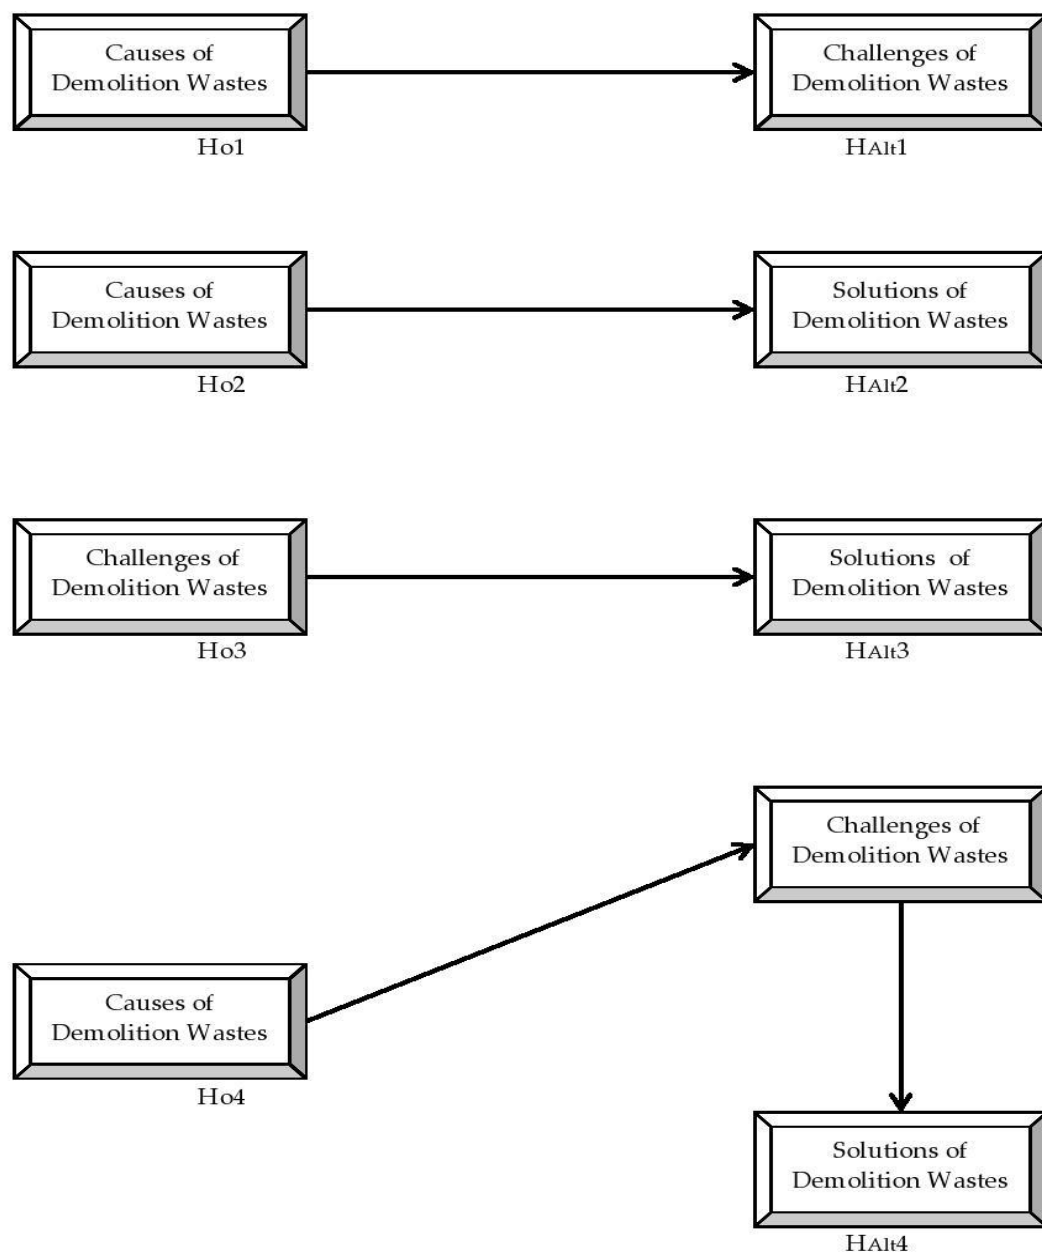 Causes of
Demolition Wastes
Challenges of
Demolition Wastes
Ho1
HAlt1
Causes of
Demolition Wastes
Solutions of
Demolition Wastes
Ho2
HAlt2
Challenges of
Demolition Wastes
Solutions of
Demolition Wastes
Ho3
HAlt3
Challenges of
Demolition Wastes
Causes of
Demolition Wastes
Ho4
Solutions of
Demolition Wastes
HAlt4